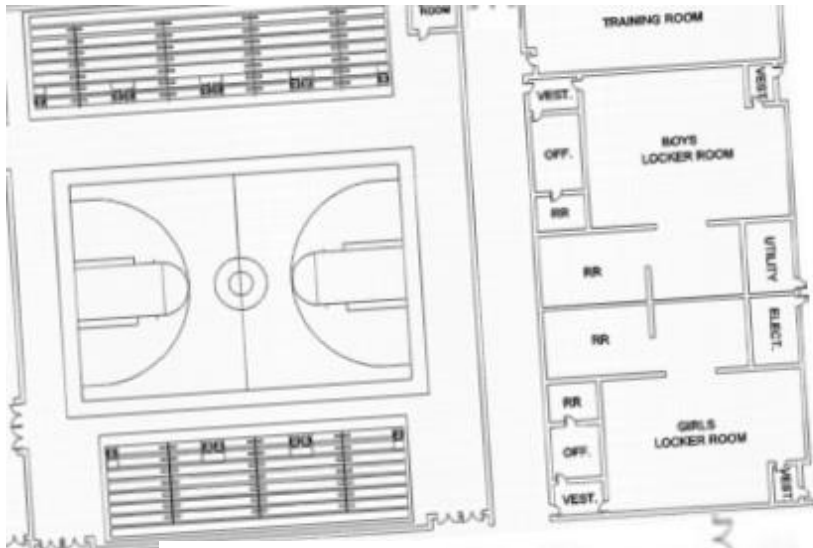 ROOM
TRAINING ROOM
VEST.
VEST
OFF.
BOYS
LOCKER ROOM
RR
RR
UTILITY
RR
ELECT.
RR
GIRLS
LOCKER ROOM
OFF.
VEST.
VEST